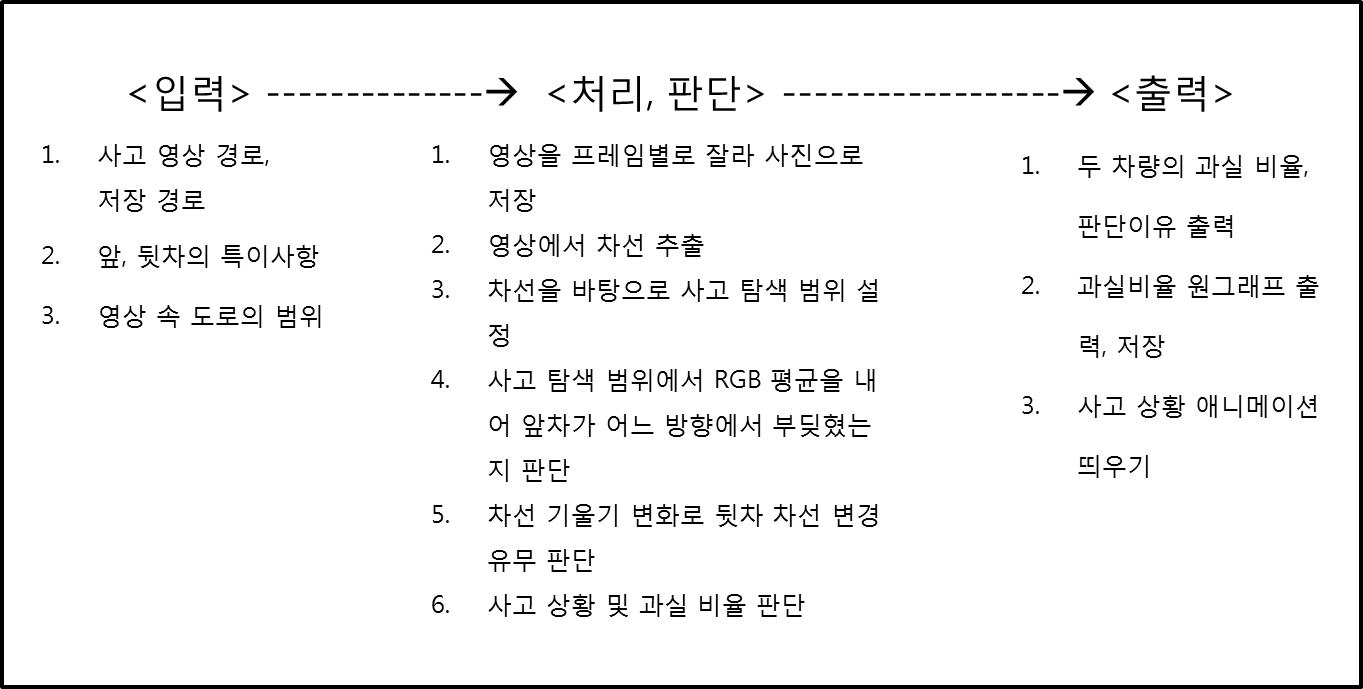 <입력> --------------→ <처리, 판단> ------------------→ <출력>
1. 사고 영상 경로,
저장 경로
2. 앞, 뒷차의 특이사항
3. 영상 속 도로의 범위
1. 영상을 프레임별로 잘라 사진으로
저장
2. 영상에서 차선 추출
3. 차선을 바탕으로 사고 탐색 범위 설
정
4. 사고 탐색 범위에서 RGB 평균을 내
어 앞차가 어느 방향에서 부딪혔는
지 판단
5. 차선 기울기 변화로 뒷차 차선 변경
유무 판단
6. 사고 상황 및 과실 비율 판단
1. 두 차량의 과실 비율,
판단이유 출력
2. 과실비율 원그래프 출
력, 저장
3. 사고 상황 애니메이션
띄우기